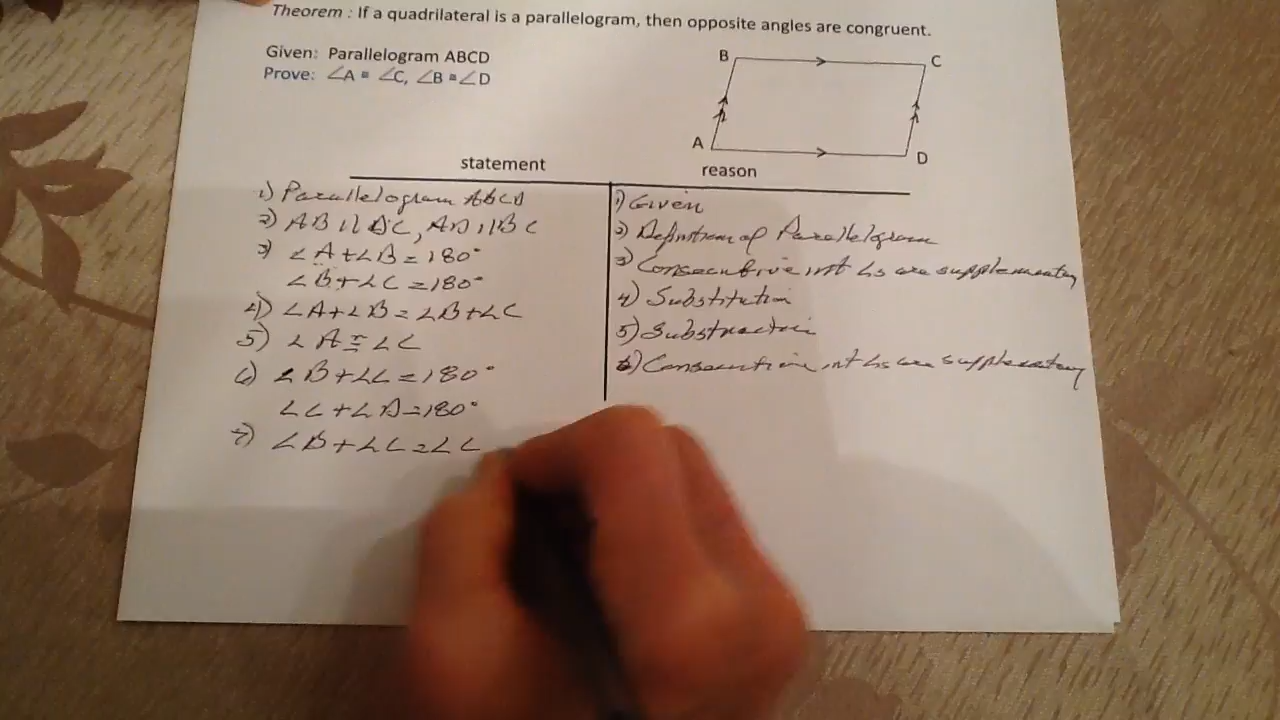 Theorem : If a quadrilateral is a parallelogram, then opposite angles are congruent.
Given: Parallelogram ABCD
Prove: ∠A ≅ ∠C, ∠B ≅ ∠D
B
C
A
D
statement
reason
1) Parallelogram ABCD
1) Given
2) AB || DC, AD || BC
2) Definition of Parallelogram
3) ∠A + ∠B = 180°
∠B + ∠C = 180°
3) Consecutive int ∠s are supplementary
4) ∠A + ∠B = ∠B + ∠C
4) Substitution
5) ∠A ≅ ∠C
5) Substraction
6) ∠B + ∠C = 180°
∠C + ∠D = 180°
6) Consecutive int ∠s are supplementary
7) ∠B + ∠C = ∠C